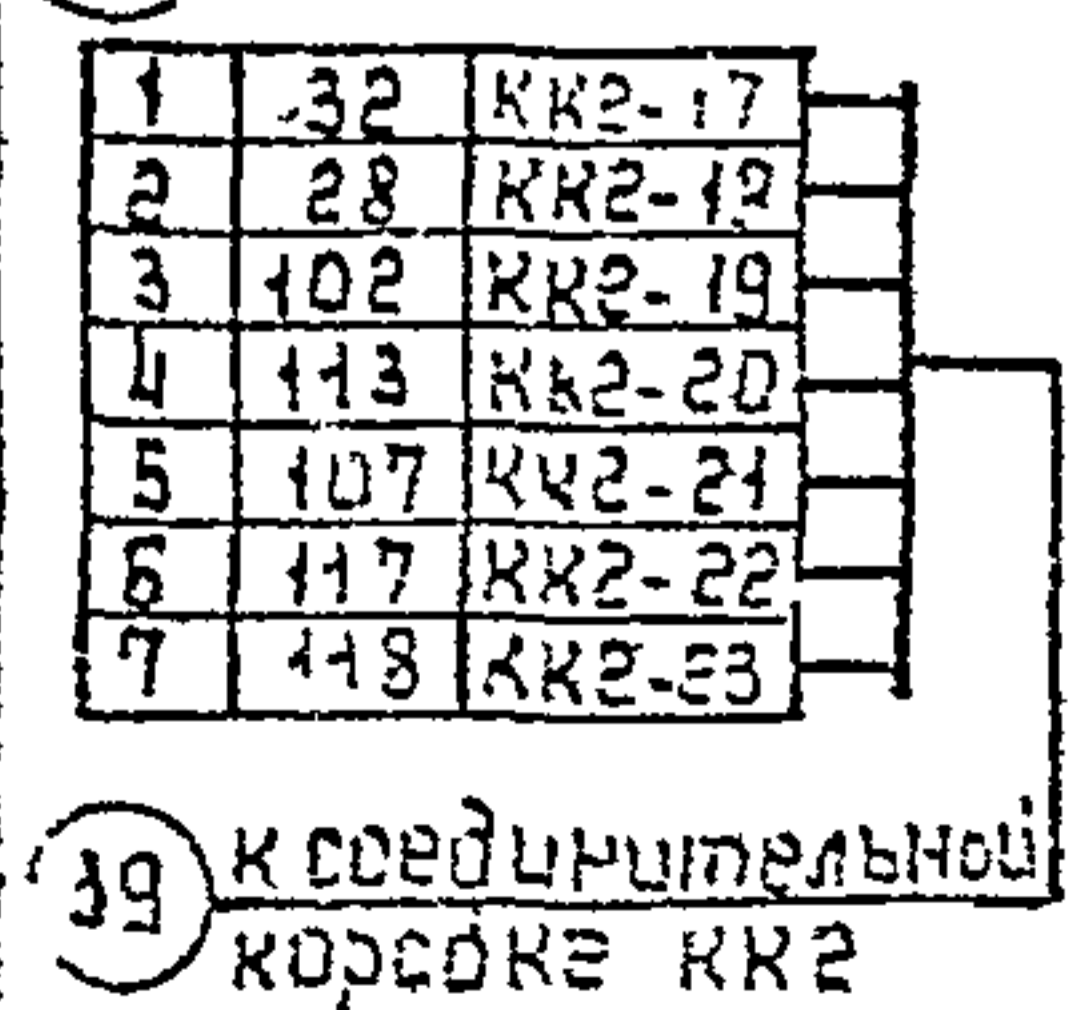 1 32 КК2-17
2 28 КК2-18
3 102 КК2-19
4 113 КК2-20
5 107 КК2-21
6 117 КК2-22
7 118 КК2-23
к соединительной
39
коробке КК2